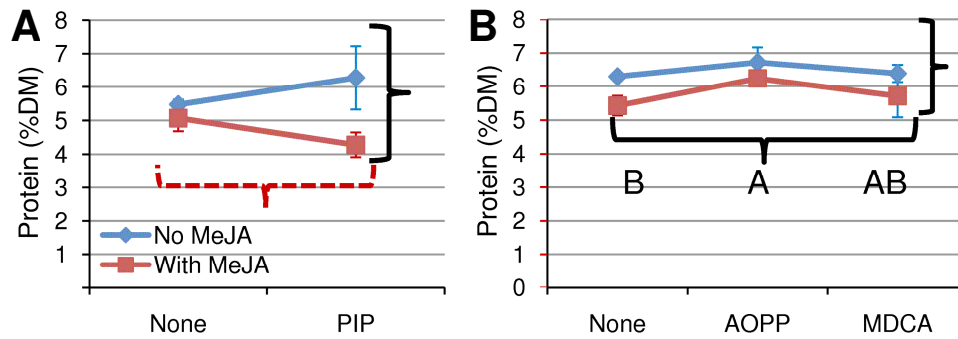 A
Protein (%DM)
8
7
6
5
4
3
2
1
No MeJA
With MeJA
None PIP
B
Protein (%DM)
8
7
6
5
4
3
2
1
0
B A AB
None AOPP MDCA